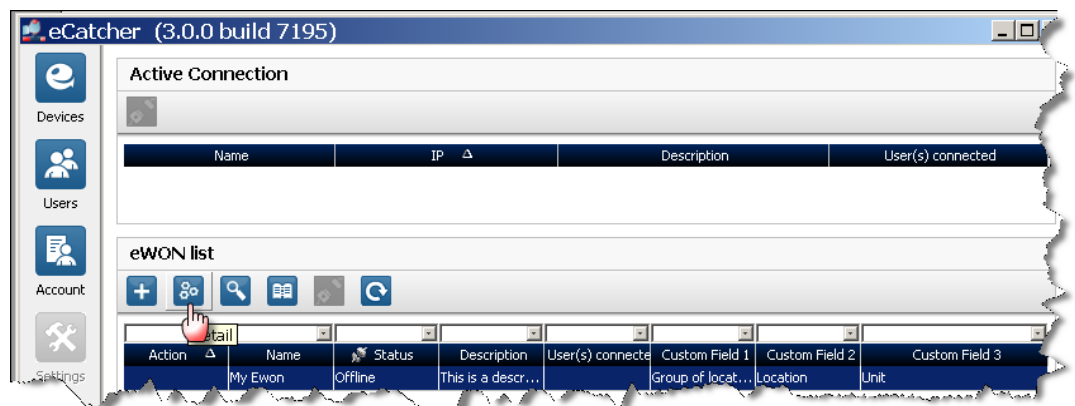 eCatcher (3.0.0 build 7195)
Devices
Users
Account
Settings
Active Connection
Name IP Description User(s) connected
eWON list
etail
Action Name Status Description User(s) connecte Custom Field 1 Custom Field 2 Custom Field 3
My Ewon Offline This is a descr... Group of locat... Location Unit